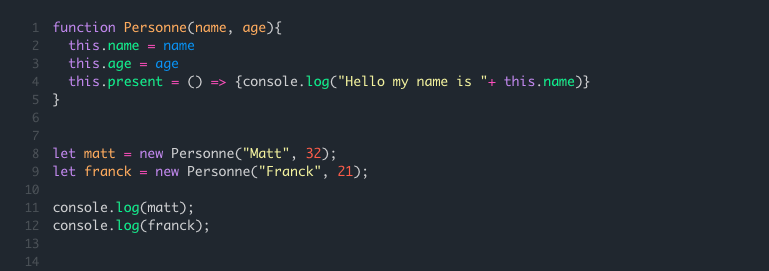 1 function Personne(name, age){
2   this.name = name
3   this.age = age
4   this.present = () => {console.log("Hello my name is "+ this.name)}
5 }
6
7
8 let matt = new Personne("Matt", 32);
9 let franck = new Personne("Franck", 21);
10
11 console.log(matt);
12 console.log(franck);
13
14